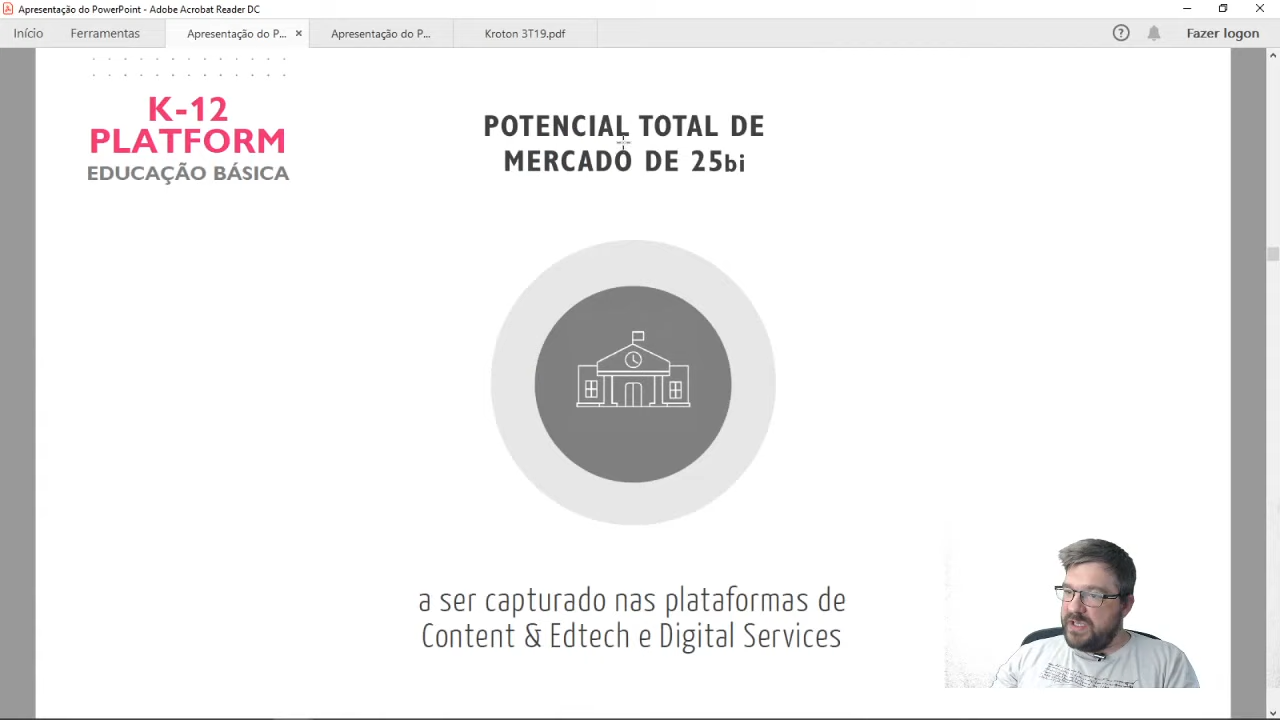 Apresentação do PowerPoint - Adobe Acrobat Reader DC
Início Ferramentas Apresentação do P... × Apresentação do P... Kroton 3T19.pdf ? Fazer logon
K-12
PLATFORM
EDUCAÇÃO BÁSICA
POTENCIAL TOTAL DE
MERCADO DE 25bi
a ser capturado nas plataformas de
Content & Edtech e Digital Services